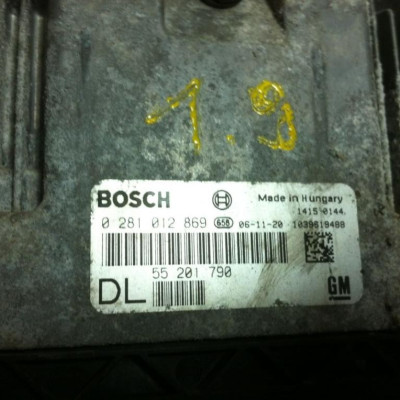 1.9
BOSCH Made in Hungary
1415 0144.
0 281 012 869 658 06-11-20 1039S19488
55 201 790
DL GM